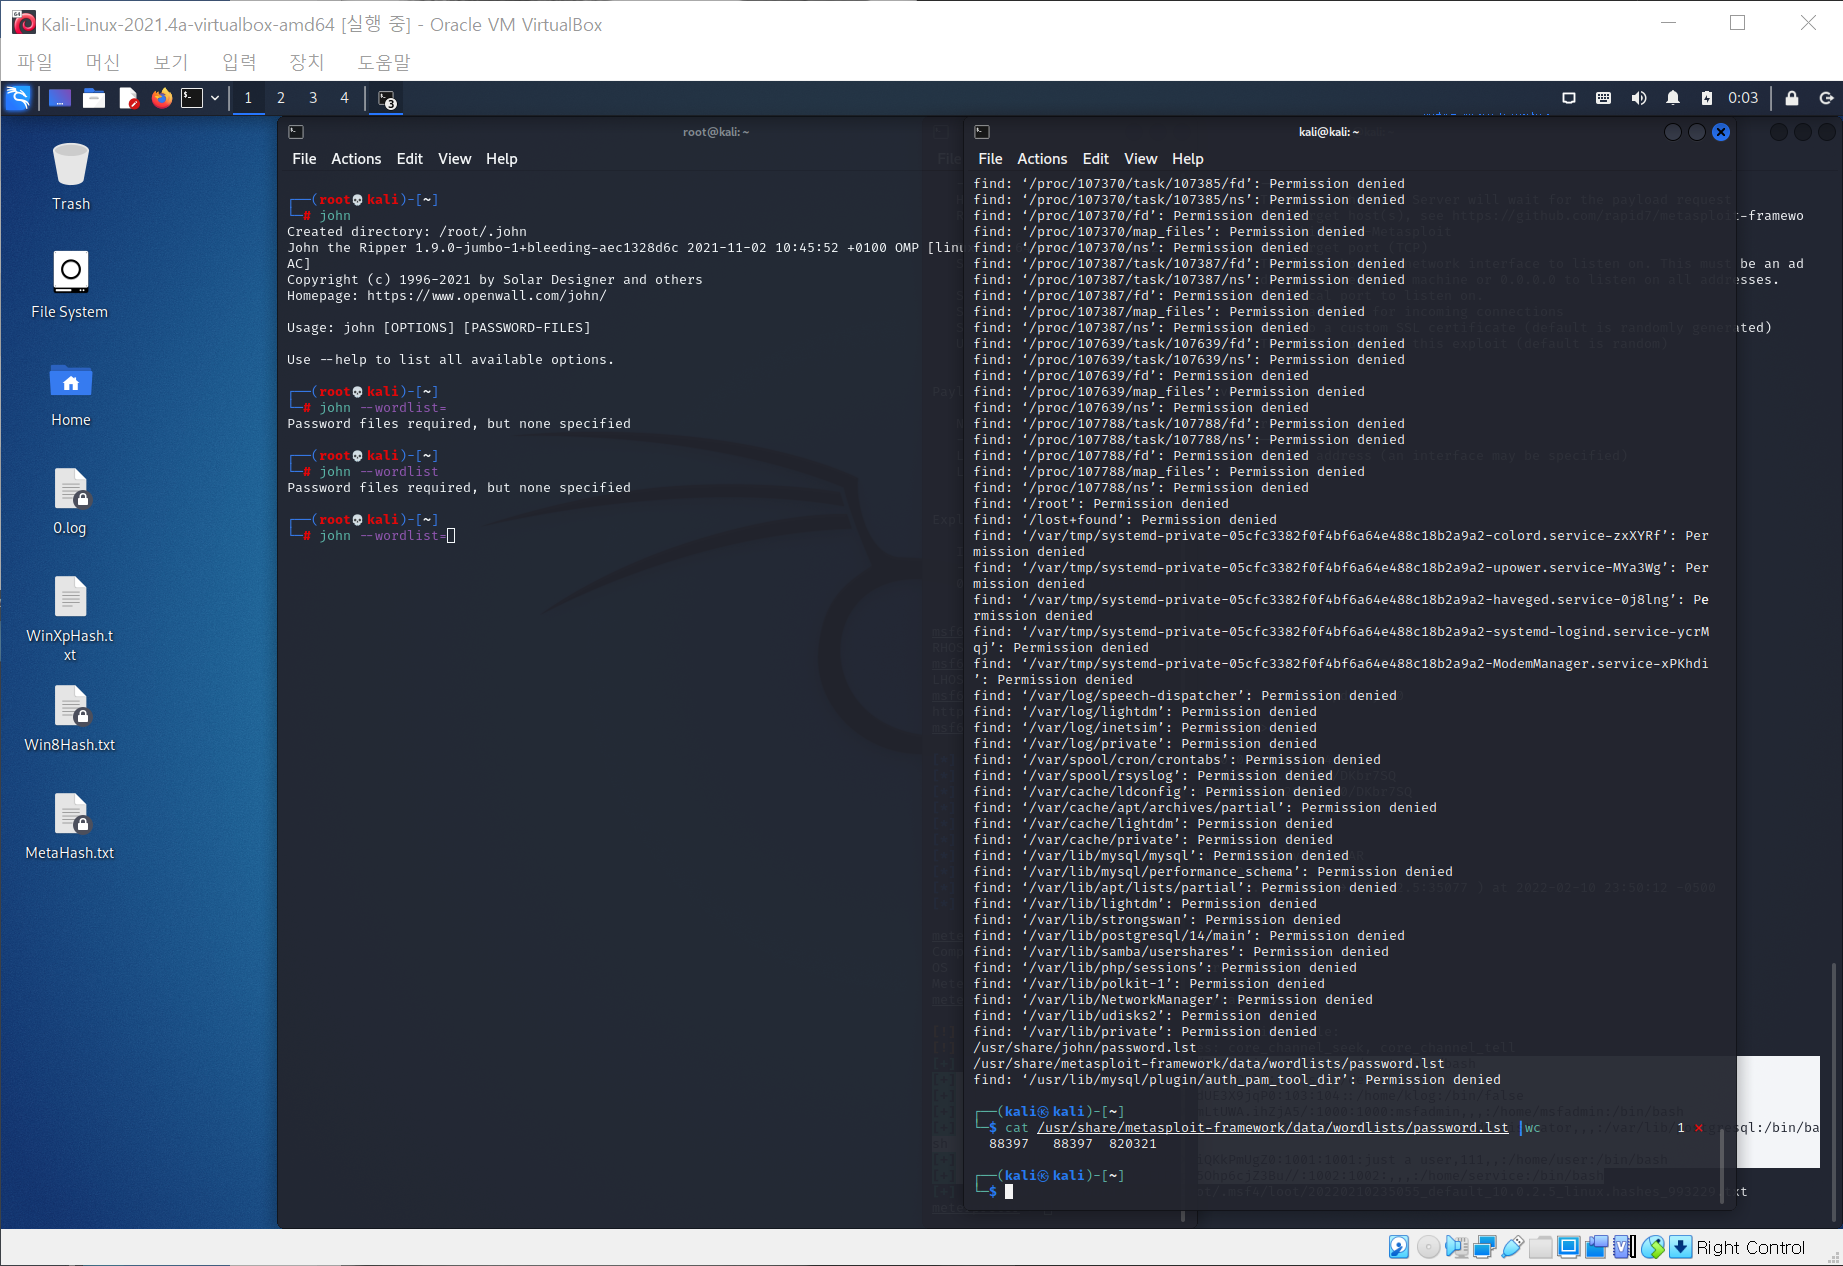 Kali-Linux-2021.4a-virtualbox-amd64 [실행 중] - Oracle VM VirtualBox
파일 머신 보기 입력 장치 도움말
1 2 3 4 3 0:03
Trash
File System
Home
0.log
WinXpHash.t
xt
Win8Hash.txt
MetaHash.txt
root@kali: ~
File Actions Edit View Help
┌──(root💀kali)-[~]
└─# john
Created directory: /root/.john
John the Ripper 1.9.0-jumbo-1+bleeding-aec1328d6c 2021-11-02 10:45:52 +0100 OMP [linu
AC]
Copyright (c) 1996-2021 by Solar Designer and others
Homepage: https://www.openwall.com/john/
Usage: john [OPTIONS] [PASSWORD-FILES]
Use --help to list all available options.
┌──(root💀kali)-[~]
└─# john --wordlist=
Password files required, but none specified
┌──(root💀kali)-[~]
└─# john --wordlist
Password files required, but none specified
┌──(root💀kali)-[~]
└─# john --wordlist=
kali@kali: ~
File Actions Edit View Help
find: ‘/proc/107370/task/107385/fd’: Permission denied
find: ‘/proc/107370/task/107385/ns’: Permission denied
find: ‘/proc/107370/fd’: Permission denied
find: ‘/proc/107370/map_files’: Permission denied
find: ‘/proc/107370/ns’: Permission denied
find: ‘/proc/107387/task/107387/fd’: Permission denied
find: ‘/proc/107387/task/107387/ns’: Permission denied
find: ‘/proc/107387/fd’: Permission denied
find: ‘/proc/107387/map_files’: Permission denied
find: ‘/proc/107387/ns’: Permission denied
find: ‘/proc/107639/task/107639/fd’: Permission denied
find: ‘/proc/107639/task/107639/ns’: Permission denied
find: ‘/proc/107639/fd’: Permission denied
find: ‘/proc/107639/map_files’: Permission denied
find: ‘/proc/107639/ns’: Permission denied
find: ‘/proc/107788/task/107788/fd’: Permission denied
find: ‘/proc/107788/task/107788/ns’: Permission denied
find: ‘/proc/107788/fd’: Permission denied
find: ‘/proc/107788/map_files’: Permission denied
find: ‘/proc/107788/ns’: Permission denied
find: ‘/root’: Permission denied
find: ‘/lost+found’: Permission denied
find: ‘/var/tmp/systemd-private-05cfc3382f0f4bf6a64e488c18b2a9a2-colord.service-zxXYRf’: Per
mission denied
find: ‘/var/tmp/systemd-private-05cfc3382f0f4bf6a64e488c18b2a9a2-upower.service-MYa3Wg’: Per
mission denied
find: ‘/var/tmp/systemd-private-05cfc3382f0f4bf6a64e488c18b2a9a2-haveged.service-0j8lng’: Pe
rmission denied
find: ‘/var/tmp/systemd-private-05cfc3382f0f4bf6a64e488c18b2a9a2-systemd-logind.service-ycrM
qj’: Permission denied
find: ‘/var/tmp/systemd-private-05cfc3382f0f4bf6a64e488c18b2a9a2-ModemManager.service-xPKhdi
’: Permission denied
find: ‘/var/log/speech-dispatcher’: Permission denied
find: ‘/var/log/lightdm’: Permission denied
find: ‘/var/log/inetsim’: Permission denied
find: ‘/var/log/private’: Permission denied
find: ‘/var/spool/cron/crontabs’: Permission denied
find: ‘/var/spool/rsyslog’: Permission denied
find: ‘/var/cache/ldconfig’: Permission denied
find: ‘/var/cache/apt/archives/partial’: Permission denied
find: ‘/var/cache/lightdm’: Permission denied
find: ‘/var/cache/private’: Permission denied
find: ‘/var/lib/mysql/mysql’: Permission denied
find: ‘/var/lib/mysql/performance_schema’: Permission denied
find: ‘/var/lib/apt/lists/partial’: Permission denied
find: ‘/var/lib/lightdm’: Permission denied
find: ‘/var/lib/strongswan’: Permission denied
find: ‘/var/lib/postgresql/14/main’: Permission denied
find: ‘/var/lib/samba/usershares’: Permission denied
find: ‘/var/lib/php/sessions’: Permission denied
find: ‘/var/lib/polkit-1’: Permission denied
find: ‘/var/lib/NetworkManager’: Permission denied
find: ‘/var/lib/udisks2’: Permission denied
find: ‘/var/lib/private’: Permission denied
/usr/share/john/password.lst
/usr/share/metasploit-framework/data/wordlists/password.lst
find: ‘/usr/lib/mysql/plugin/auth_pam_tool_dir’: Permission denied
┌──(kali㉿kali)-[~]
└─$ cat /usr/share/metasploit-framework/data/wordlists/password.lst |wc 1 ⨯
88397 88397 820321
┌──(kali㉿kali)-[~]
└─$
-framewo
be an ad
esses.
ated)
sql:/bin/ba
xt
Right Control